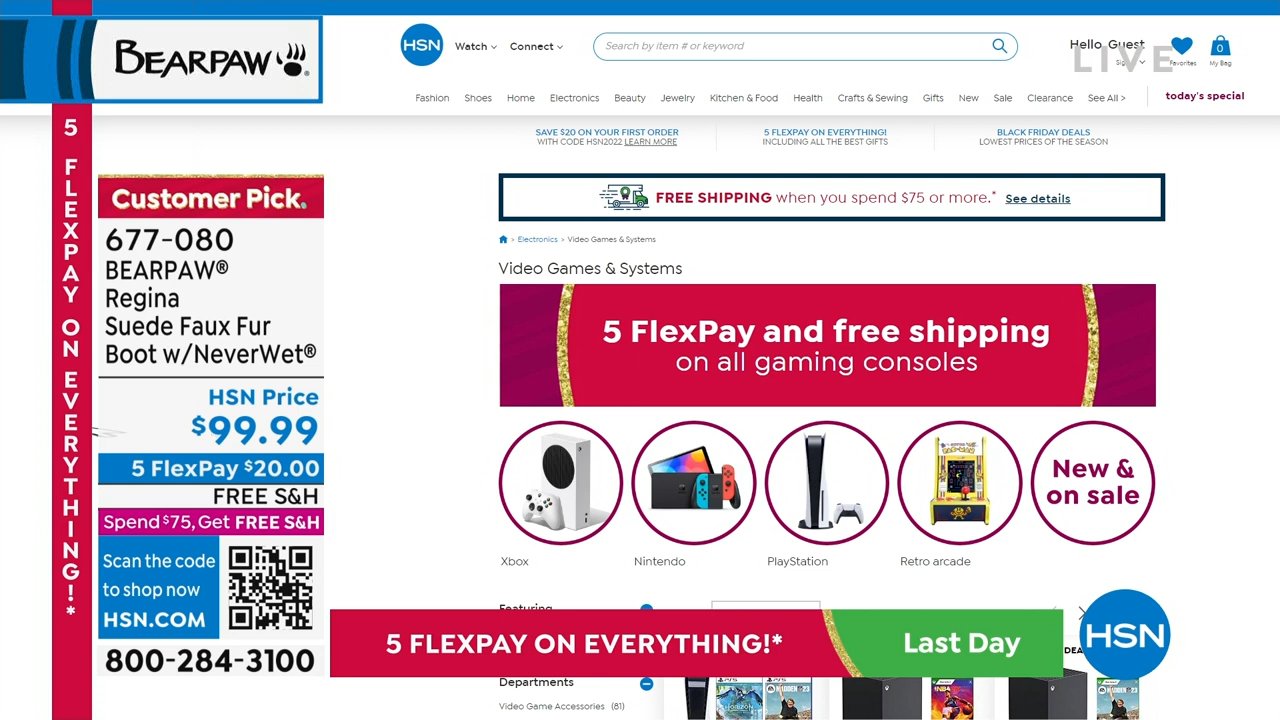 BEARPAW®
5 FLEXPAY ON EVERYTHING!*
Customer Pick.
677-080
BEARPAW®
Regina
Suede Faux Fur
Boot w/NeverWet®
HSN Price
$99.99
5 FlexPay $20.00
FREE S&H
Spend $75, Get FREE S&H
Scan the code
to shop now
HSN.COM
800-284-3100
HSN
Watch
Connect
Search by item # or keyword
Hello, Guest
LIVE
Favorites
0
My Bag
Fashion Shoes Home Electronics Beauty Jewelry Kitchen & Food Health Crafts & Sewing Gifts New Sale Clearance See All > today's special
SAVE $20 ON YOUR FIRST ORDER
WITH CODE HSN2022 LEARN MORE
5 FLEXPAY ON EVERYTHING!
INCLUDING ALL THE BEST GIFTS
BLACK FRIDAY DEALS
LOWEST PRICES OF THE SEASON
FREE SHIPPING when you spend $75 or more.* See details
> Electronics > Video Games & Systems
Video Games & Systems
5 FlexPay and free shipping
on all gaming consoles
New &
on sale
Xbox
Nintendo
PlayStation
Retro arcade
Featuring
5 FLEXPAY ON EVERYTHING!*
Last Day
HSN
Departments
Video Game Accessories (81)